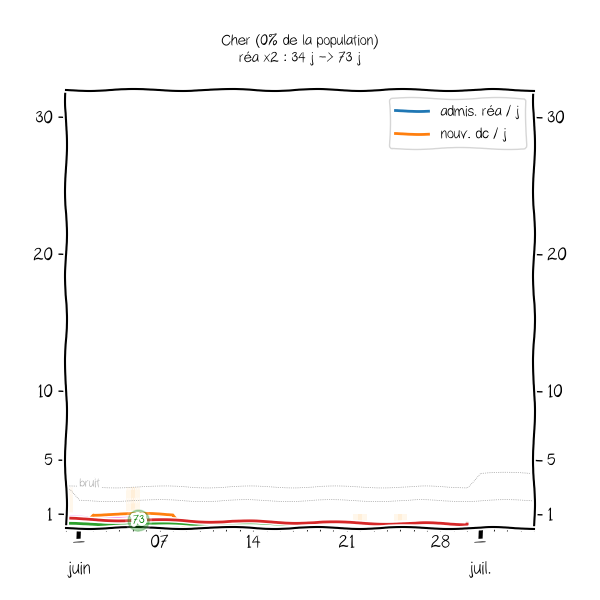 Cher (0% de la population)
réa x2 : 34 j -> 73 j
admis. réa / j
nouv. dc / j
30
30
20
20
10
10
5
5
bruit
1
1
73
07
14
21
28
juin
juil.